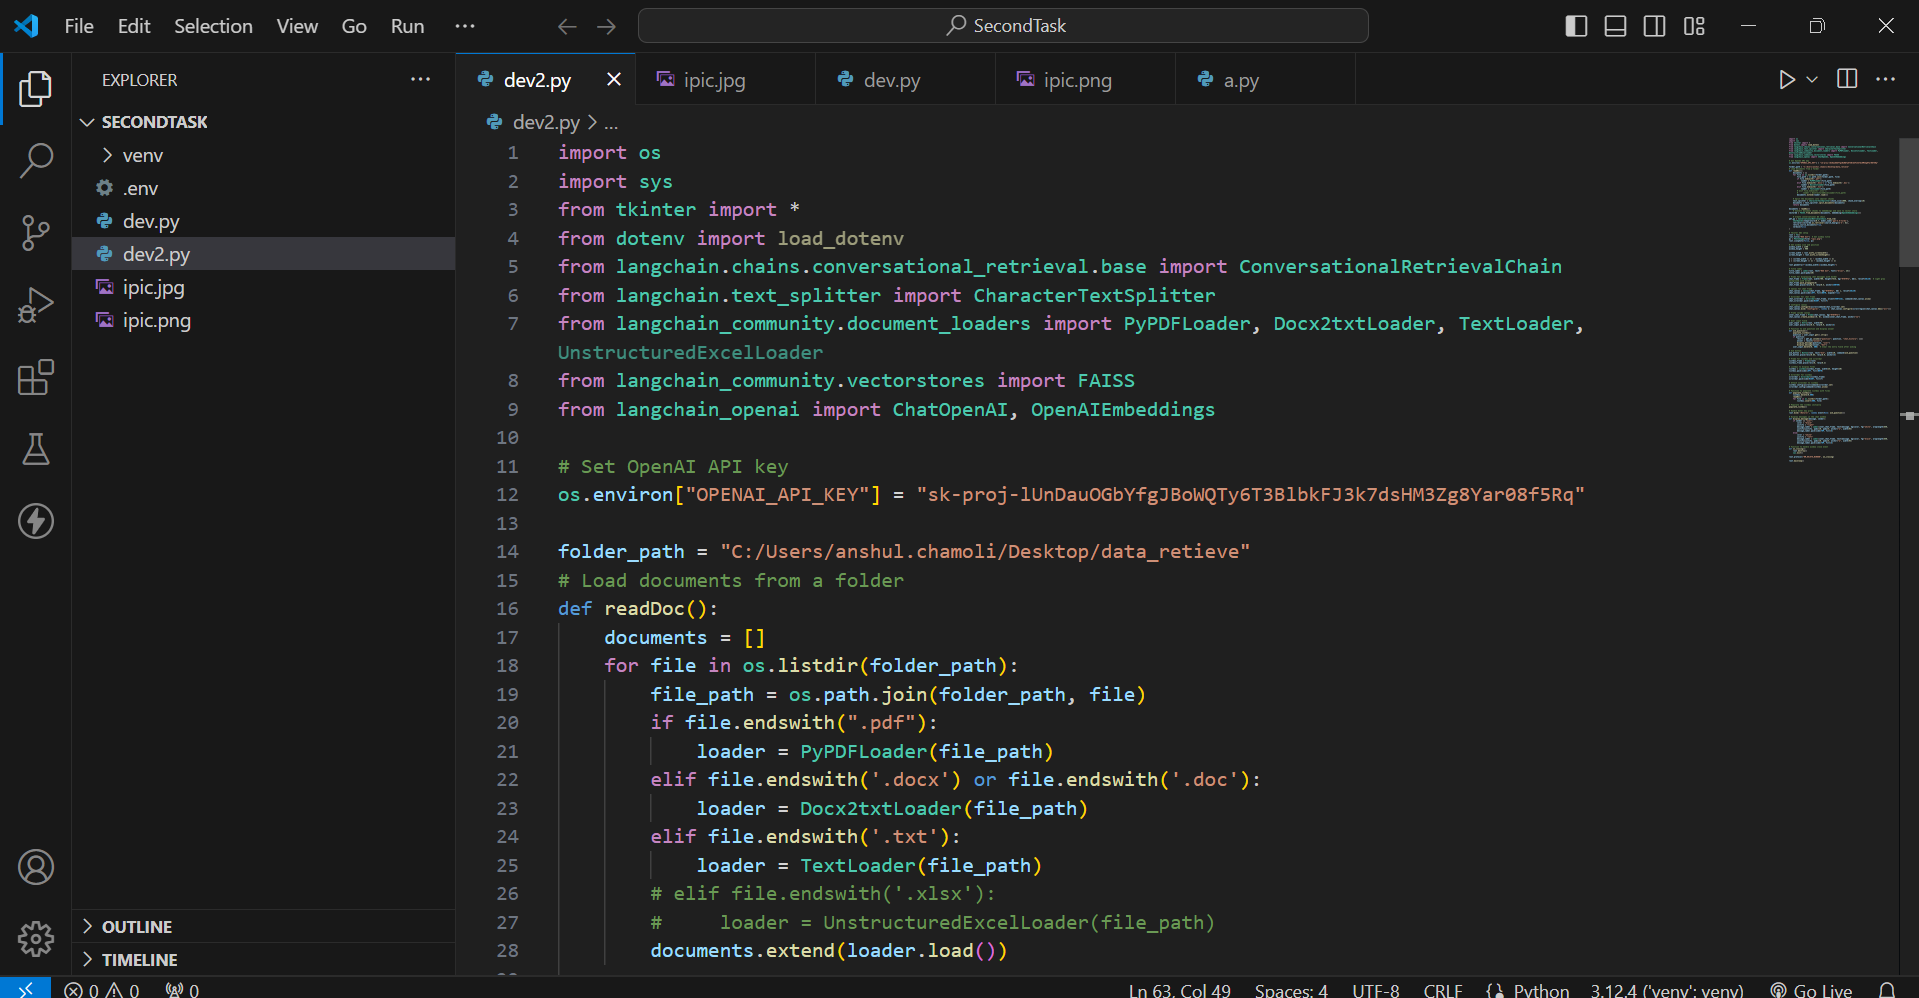 File Edit Selection View Go Run ... SecondTask
EXPLORER ...
SECONDTASK
venv
.env
dev.py
dev2.py
ipic.jpg
ipic.png
OUTLINE
TIMELINE
dev2.py ipic.jpg dev.py ipic.png a.py
dev2.py > ...
1 import os
2 import sys
3 from tkinter import *
4 from dotenv import load_dotenv
5 from langchain.chains.conversational_retrieval.base import ConversationalRetrievalChain
6 from langchain.text_splitter import CharacterTextSplitter
7 from langchain_community.document_loaders import PyPDFLoader, Docx2txtLoader, TextLoader,
UnstructuredExcelLoader
8 from langchain_community.vectorstores import FAISS
9 from langchain_openai import ChatOpenAI, OpenAIEmbeddings
10
11 # Set OpenAI API key
12 os.environ["OPENAI_API_KEY"] = "sk-proj-lUnDauOGbYfgJBoWQTy6T3BlbkFJ3k7dsHM3Zg8Yar08f5Rq"
13
14 folder_path = "C:/Users/anshul.chamoli/Desktop/data_retieve"
15 # Load documents from a folder
16 def readDoc():
17 documents = []
18 for file in os.listdir(folder_path):
19 file_path = os.path.join(folder_path, file)
20 if file.endswith(".pdf"):
21 loader = PyPDFLoader(file_path)
22 elif file.endswith('.docx') or file.endswith('.doc'):
23 loader = Docx2txtLoader(file_path)
24 elif file.endswith('.txt'):
25 loader = TextLoader(file_path)
26 # elif file.endswith('.xlsx'):
27 # loader = UnstructuredExcelLoader(file_path)
28 documents.extend(loader.load())
0 0 0 Ln 63, Col 49 Spaces: 4 UTF-8 CRLF Python 3.12.4 ('venv': venv) Go Live